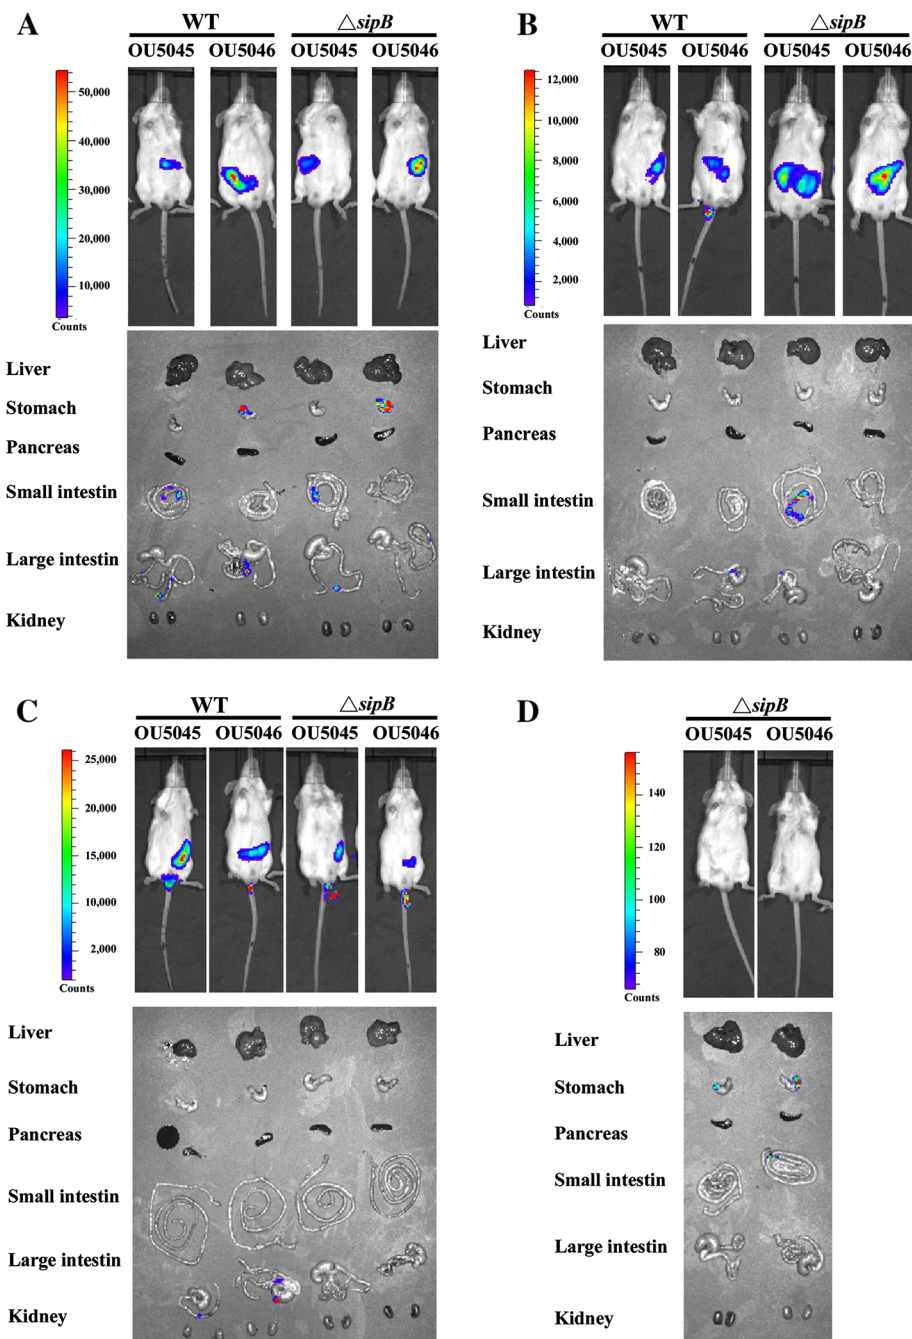 A
WT △sipB
OU5045 OU5046 OU5045 OU5046
50,000
40,000
30,000
20,000
10,000
Counts
Liver
Stomach
Pancreas
Small intestin
Large intestin
Kidney
B
WT △sipB
OU5045 OU5046 OU5045 OU5046
12,000
10,000
8,000
6,000
4,000
2,000
Counts
Liver
Stomach
Pancreas
Small intestin
Large intestin
Kidney
C
WT △sipB
OU5045 OU5046 OU5045 OU5046
25,000
20,000
15,000
10,000
2,000
Counts
Liver
Stomach
Pancreas
Small intestin
Large intestin
Kidney
D
△sipB
OU5045 OU5046
140
120
100
80
Counts
Liver
Stomach
Pancreas
Small intestin
Large intestin
Kidney